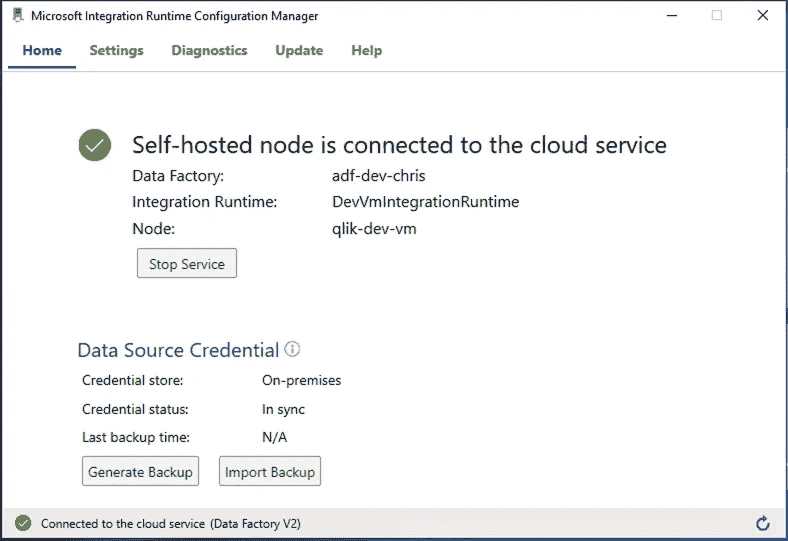 Microsoft Integration Runtime Configuration Manager
Home Settings Diagnostics Update Help
Self-hosted node is connected to the cloud service
Data Factory: adf-dev-chris
Integration Runtime: DevVmIntegrationRuntime
Node: qlik-dev-vm
Stop Service
Data Source Credential
Credential store: On-premises
Credential status: In sync
Last backup time: N/A
Generate Backup Import Backup
Connected to the cloud service (Data Factory V2)